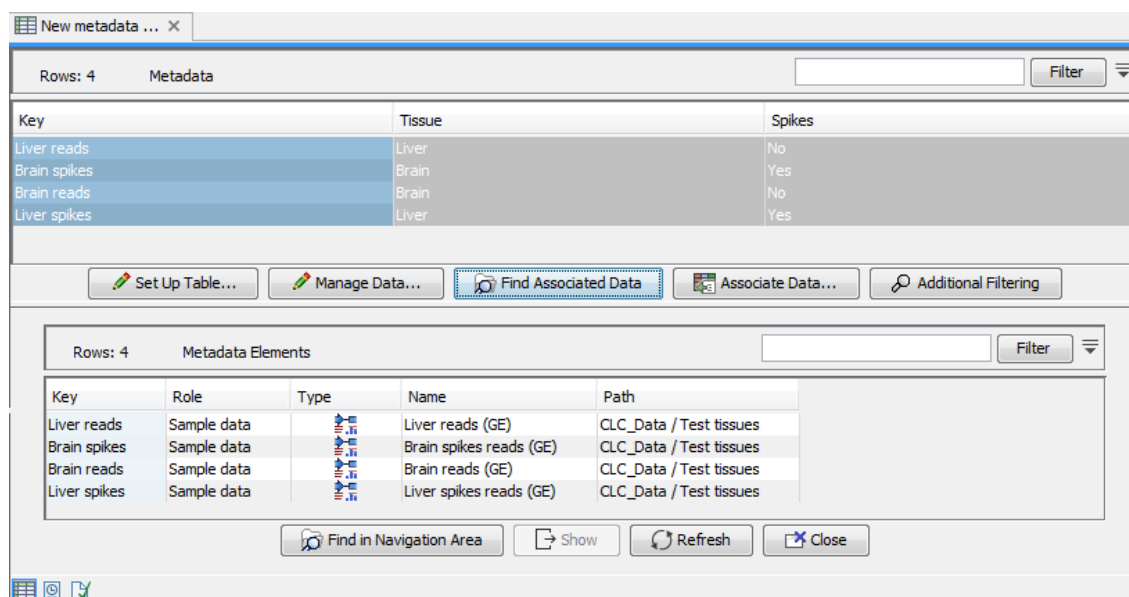 New metadata ... ×
Rows: 4 Metadata Filter
Key Tissue Spikes
Liver reads Liver No
Brain spikes Brain Yes
Brain reads Brain No
Liver spikes Liver Yes
Set Up Table... Manage Data... Find Associated Data Associate Data... Additional Filtering
Rows: 4 Metadata Elements Filter
Key Role Type Name Path
Liver reads Sample data Liver reads (GE) CLC_Data / Test tissues
Brain spikes Sample data Brain spikes reads (GE) CLC_Data / Test tissues
Brain reads Sample data Brain reads (GE) CLC_Data / Test tissues
Liver spikes Sample data Liver spikes reads (GE) CLC_Data / Test tissues
Find in Navigation Area Show Refresh Close